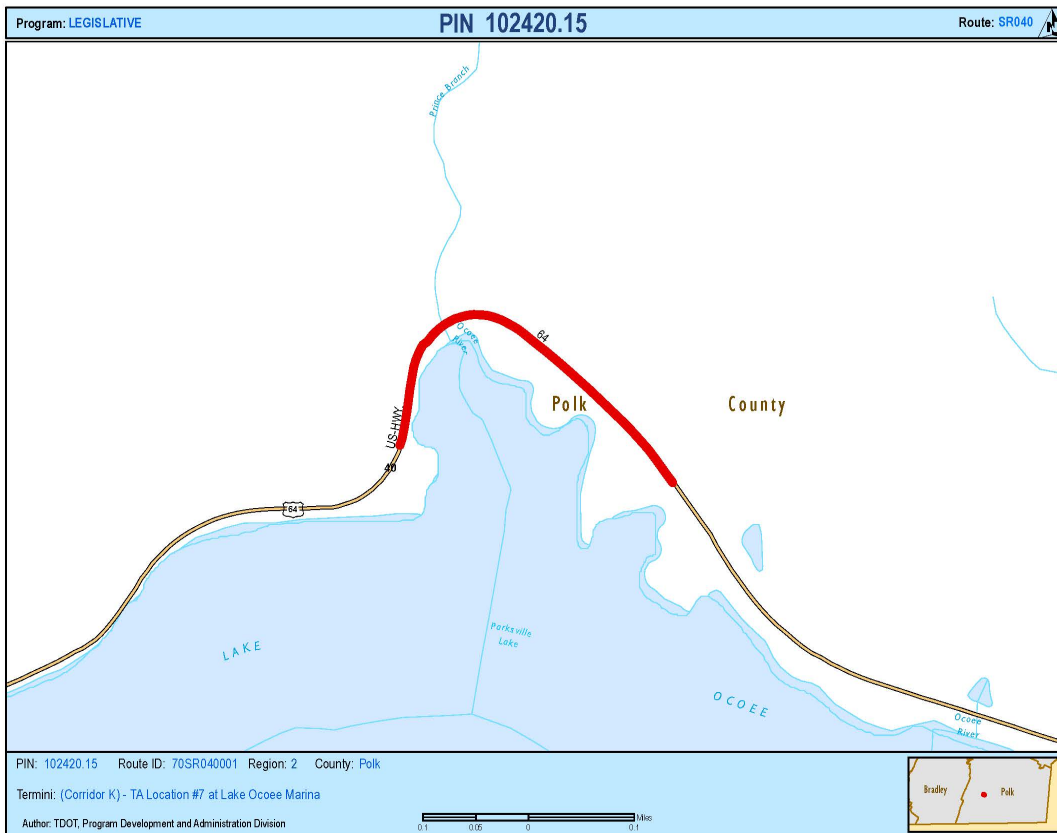 Program: LEGISLATIVE
PIN 102420.15
Route: SR040
N
Prince Branch
Ocoee
River
64
US-HWY
40
64
Polk
County
Parksville
Lake
LAKE
OCOEE
Ocoee
River
PIN: 102420.15 Route ID: 70SR040001 Region: 2 County: Polk
Termini: (Corridor K) - TA Location #7 at Lake Ocoee Marina
Author: TDOT, Program Development and Administration Division
0.1 0.05 0 0.1 Miles
Bradley
Polk